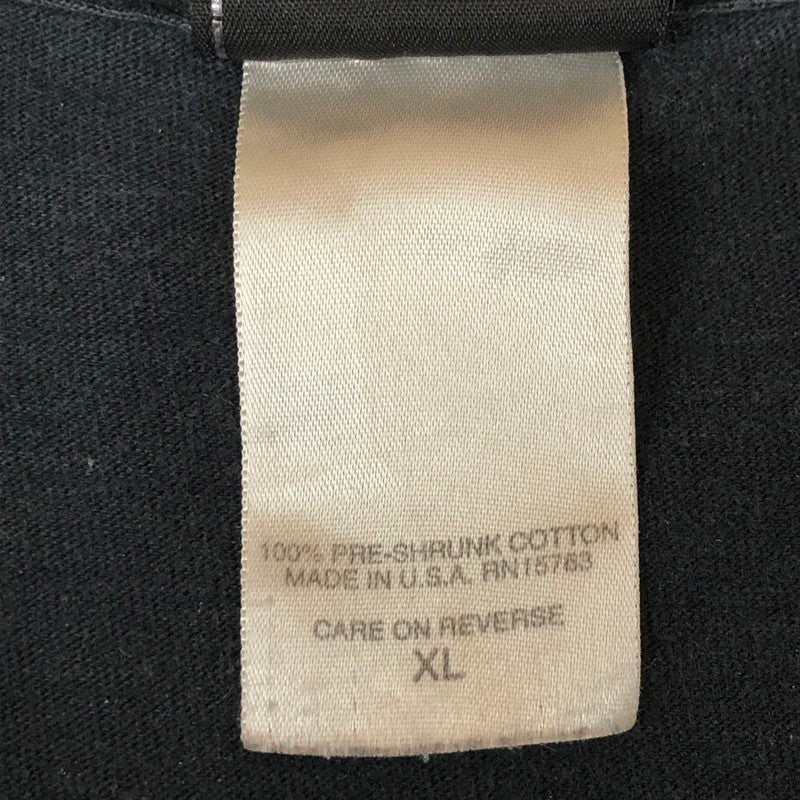 100% PRE-SHRUNK COTTON
MADE IN U.S.A. RN15763
CARE ON REVERSE
XL